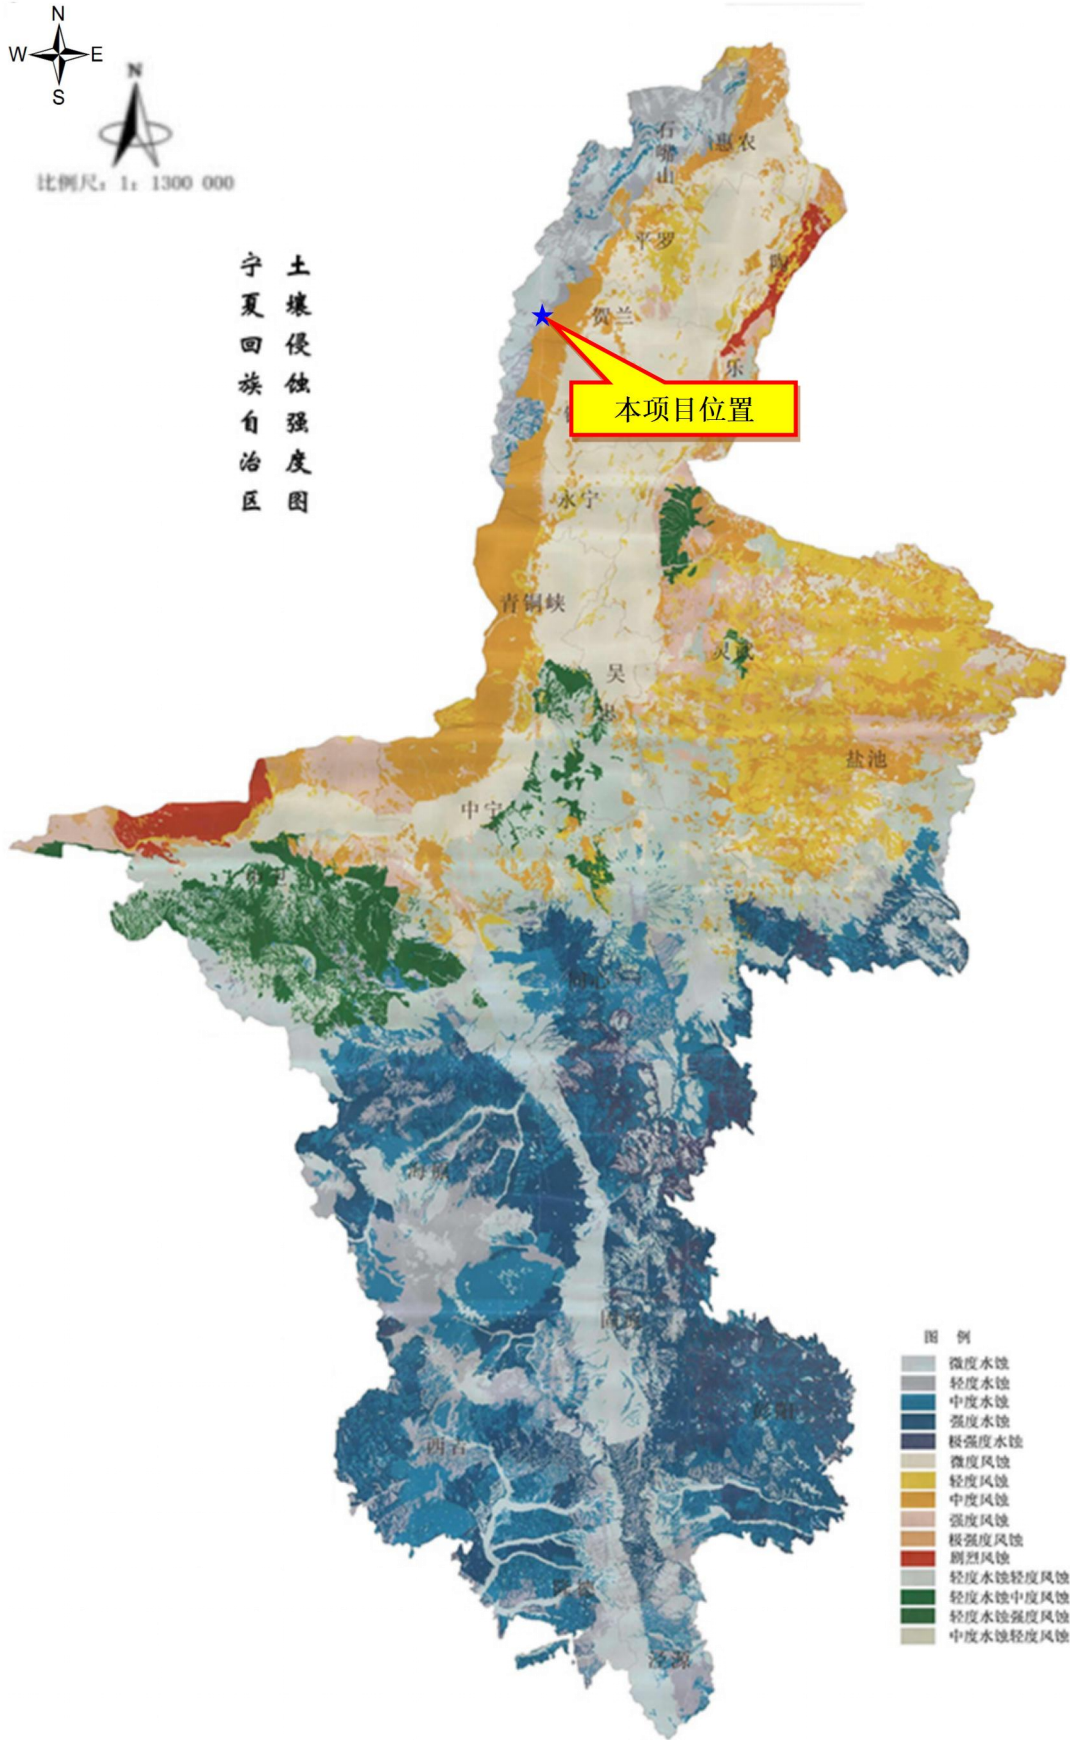 N
W E
S
N
比例尺：1：1300 000
宁夏回族自治区
土壤侵蚀强度图
石嘴山
惠农
平罗
陶
贺兰
乐
本项目位置
永宁
青铜峡
灵武
吴
忠
盐池
中宁
同心
海原
固原
彭阳
西吉
隆德
泾源
图 例
微度水蚀
轻度水蚀
中度水蚀
强度水蚀
极强度水蚀
微度风蚀
轻度风蚀
中度风蚀
强度风蚀
极强度风蚀
剧烈风蚀
轻度水蚀轻度风蚀
轻度水蚀中度风蚀
轻度水蚀强度风蚀
中度水蚀轻度风蚀